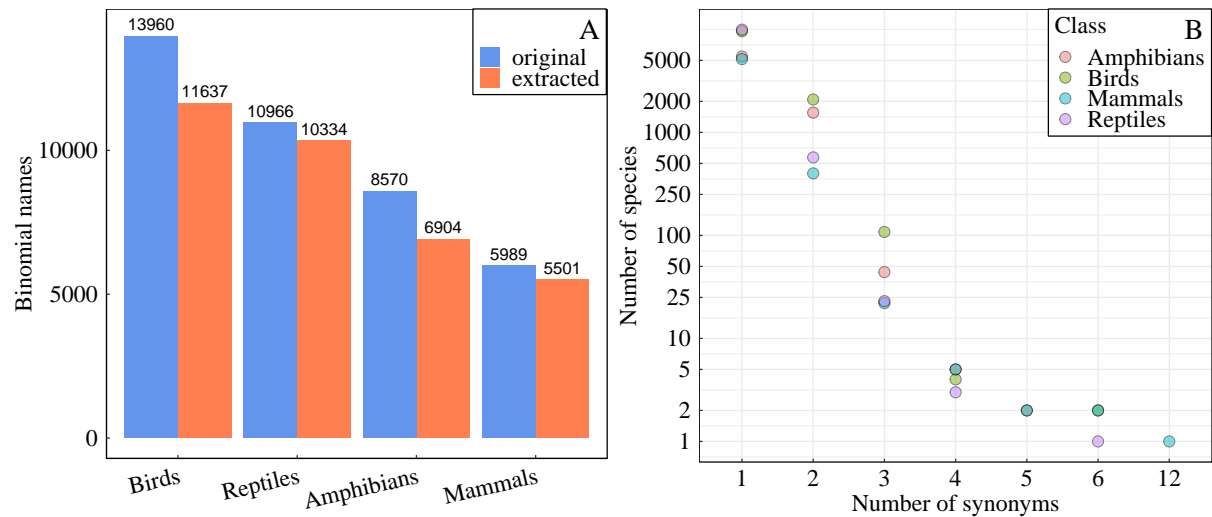 A
original
extracted
13960
11637
10966
10334
8570
6904
5989
5501
Binomial names
10000
5000
0
Birds
Reptiles
Amphibians
Mammals
B
Class
Amphibians
Birds
Mammals
Reptiles
Number of species
5000
2000
1000
500
250
100
50
25
10
5
2
1
1 2 3 4 5 6 12
Number of synonyms